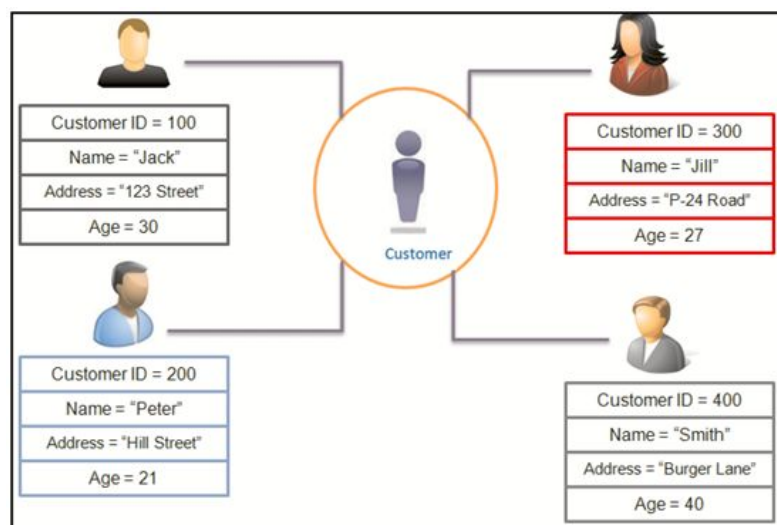 Customer ID = 100
Name = “Jack”
Address = “123 Street”
Age = 30
Customer ID = 300
Name = “Jill”
Address = “P-24 Road”
Age = 27
Customer
Customer ID = 200
Name = “Peter”
Address = “Hill Street”
Age = 21
Customer ID = 400
Name = “Smith”
Address = “Burger Lane”
Age = 40